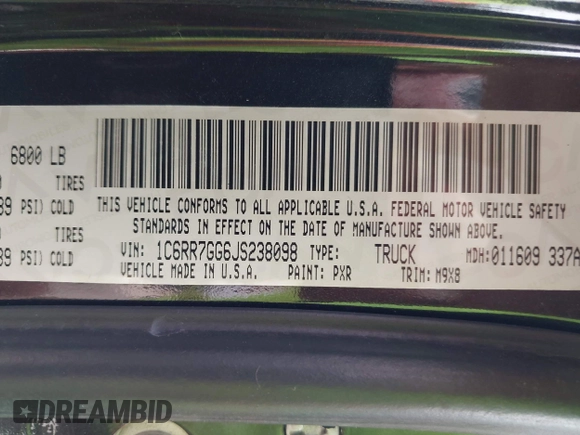 6800 LB
TIRES
PSI) COLD
TIRES
PSI) COLD
THIS VEHICLE CONFORMS TO ALL APPLICABLE U.S.A. FEDERAL MOTOR VEHICLE SAFETY
STANDARDS IN EFFECT ON THE DATE OF MANUFACTURE SHOWN ABOVE.
VIN: 1C6RR7GG6JS238098 TYPE: TRUCK MDH: 011609 337A
VEHICLE MADE IN U.S.A. PAINT: PXR TRIM: M9X8
DREAMBID